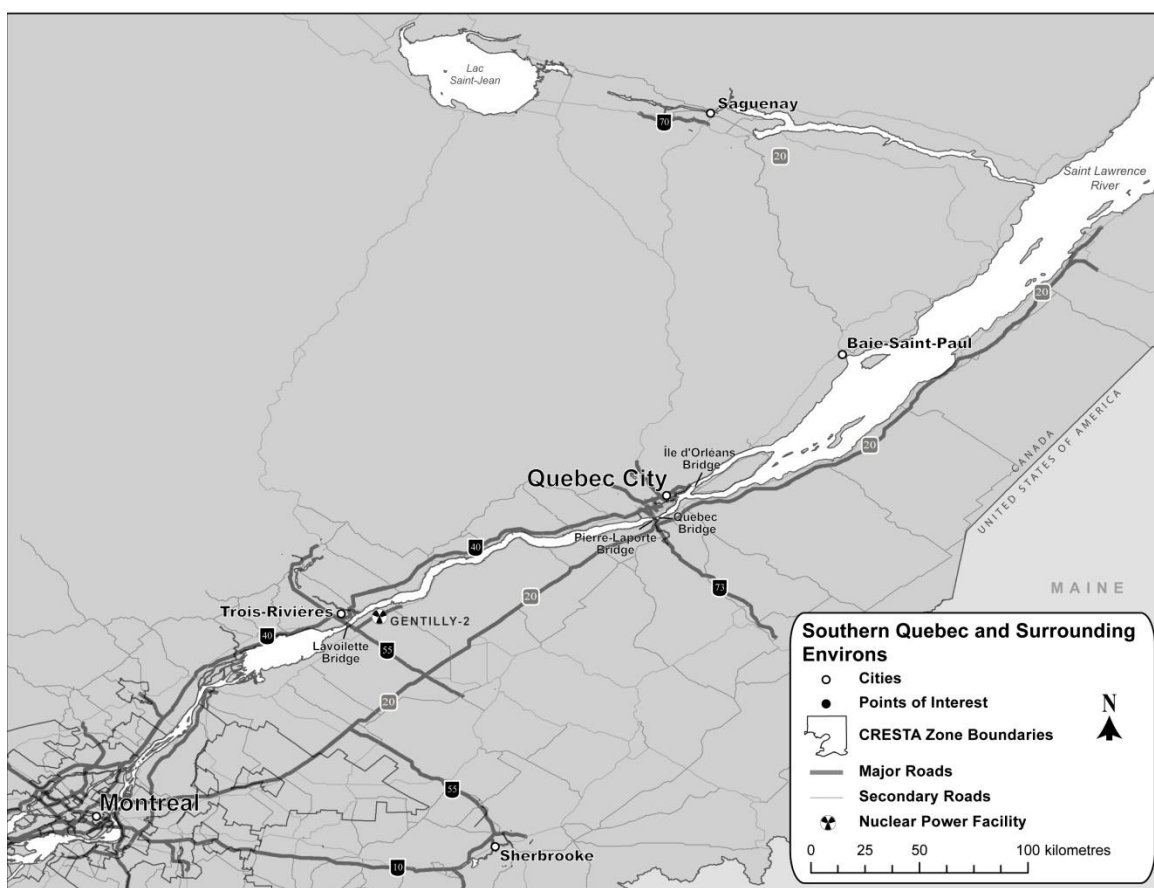 Lac
Saint-Jean
Saguenay
70
20
Saint Lawrence
River
20
Baie-Saint-Paul
CANADA
UNITED STATES OF AMERICA
20
Île d'Orléans
Bridge
Quebec City
Québec
Bridge
Pierre-Laporte
Bridge
40
73
MAINE
20
Trois-Rivières
GENTILLY-2
40
Lavoilette
Bridge
55
20
Montreal
55
Sherbrooke
10
Southern Quebec and Surrounding
Environs
Cities
Points of Interest
N
CRESTA Zone Boundaries
Major Roads
Secondary Roads
Nuclear Power Facility
0 25 50 100 kilometres